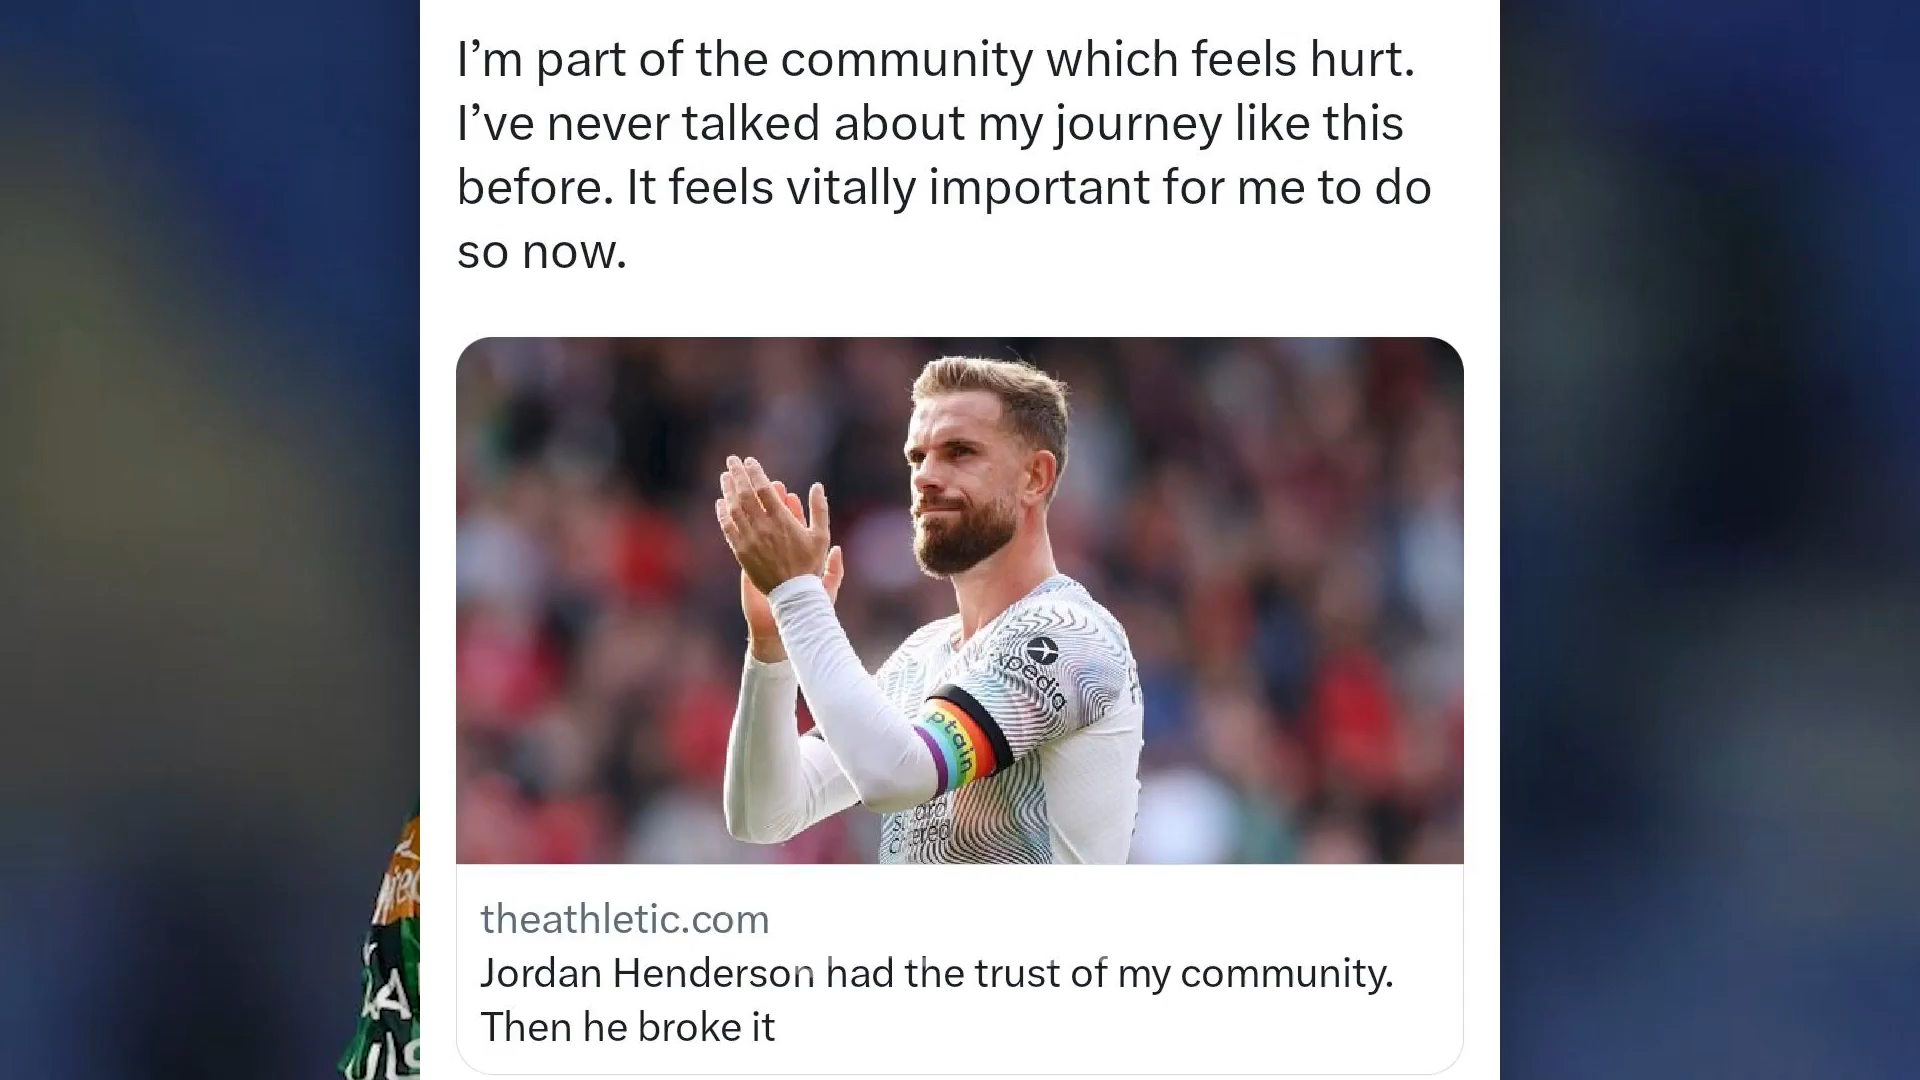 I’m part of the community which feels hurt.
I’ve never talked about my journey like this
before. It feels vitally important for me to do
so now.
xpedia
ptain
theathletic.com
Jordan Henderson had the trust of my community.
Then he broke it